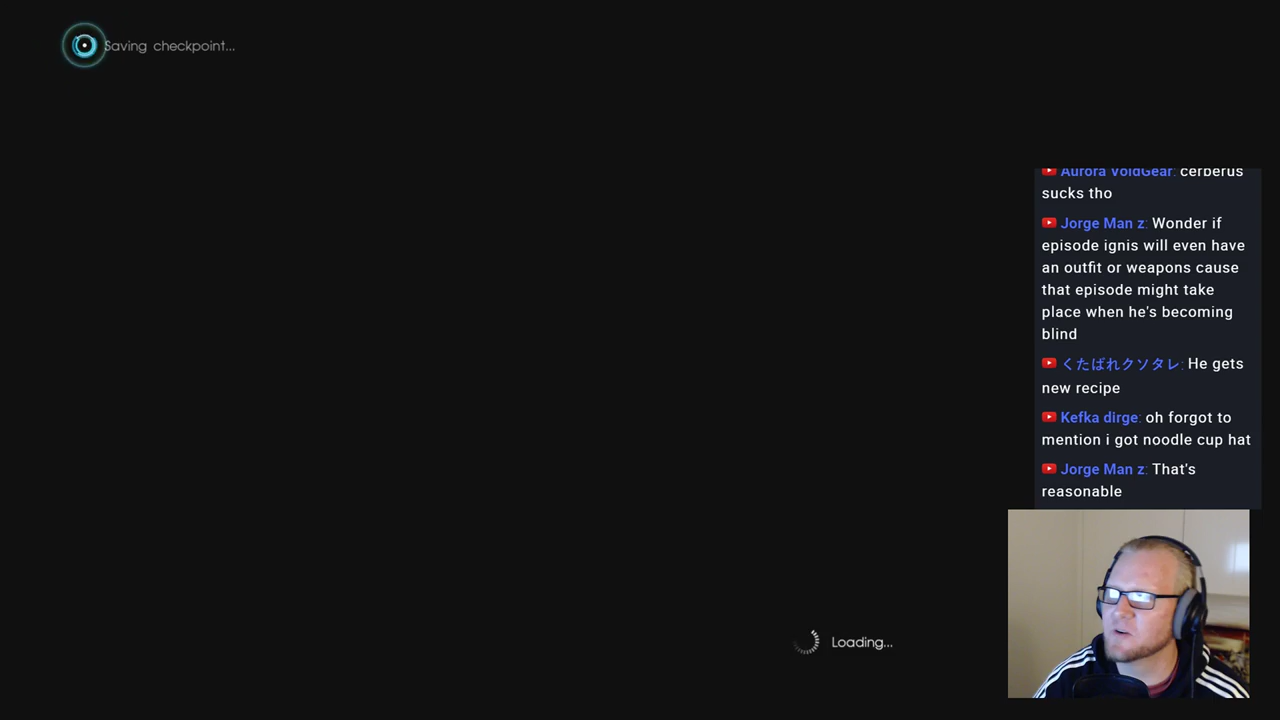 Saving checkpoint...
Aurora VoidGear: cerberus
sucks tho
Jorge Man z: Wonder if
episode ignis will even have
an outfit or weapons cause
that episode might take
place when he's becoming
blind
くたばれクソタレ: He gets
new recipe
Kefka dirge: oh forgot to
mention i got noodle cup hat
Jorge Man z: That's
reasonable
Loading...